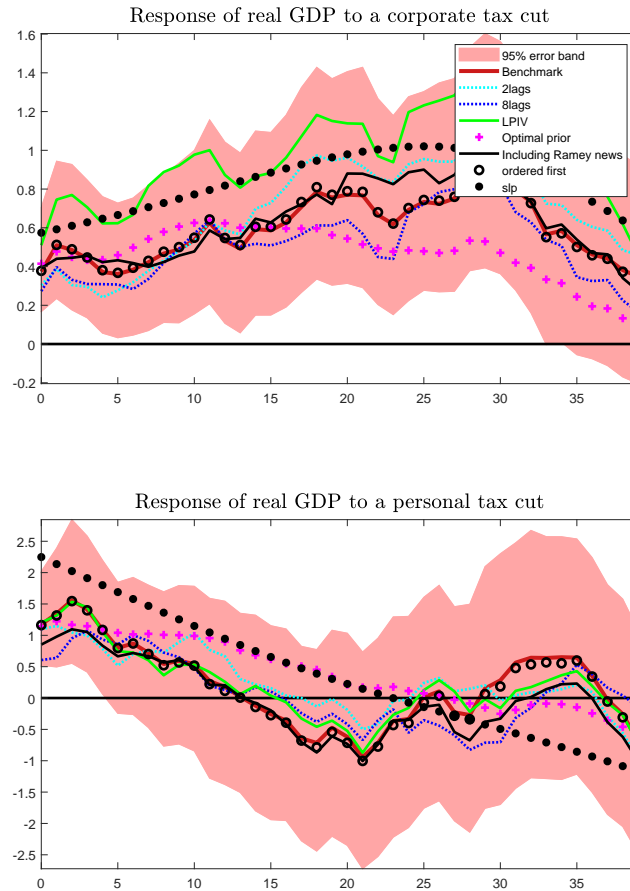 Response of real GDP to a corporate tax cut
1.6
1.4
1.2
1
0.8
0.6
0.4
0.2
0
-0.2
0 5 10 15 20 25 30 35
95% error band
Benchmark
2lags
8lags
LPIV
Optimal prior
Including Ramey news
ordered first
slp
Response of real GDP to a personal tax cut
2.5
2
1.5
1
0.5
0
-0.5
-1
-1.5
-2
-2.5
0 5 10 15 20 25 30 35